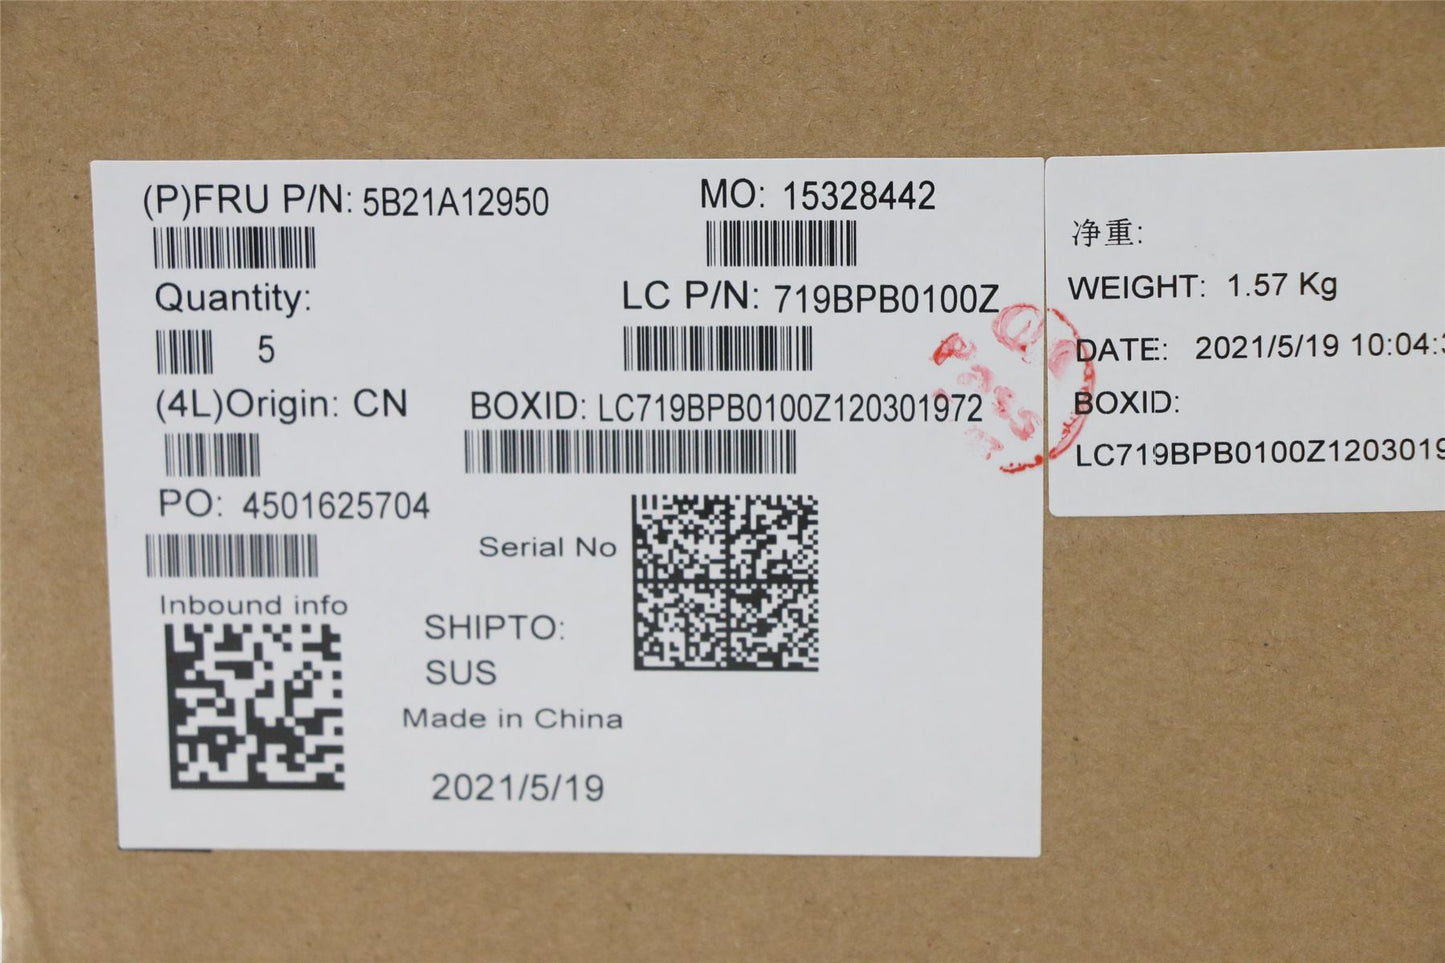 (P)FRU P/N: 5B21A12950
MO: 15328442
Quantity:
5
LC P/N: 719BPB0100Z
(4L)Origin: CN
BOXID: LC719BPB0100Z120301972
PO: 4501625704
Serial No
Inbound info
SHIPTO:
SUS
Made in China
2021/5/19
净重:
WEIGHT: 1.57 Kg
DATE: 2021/5/19 10:04:
BOXID:
LC719BPB0100Z1203019